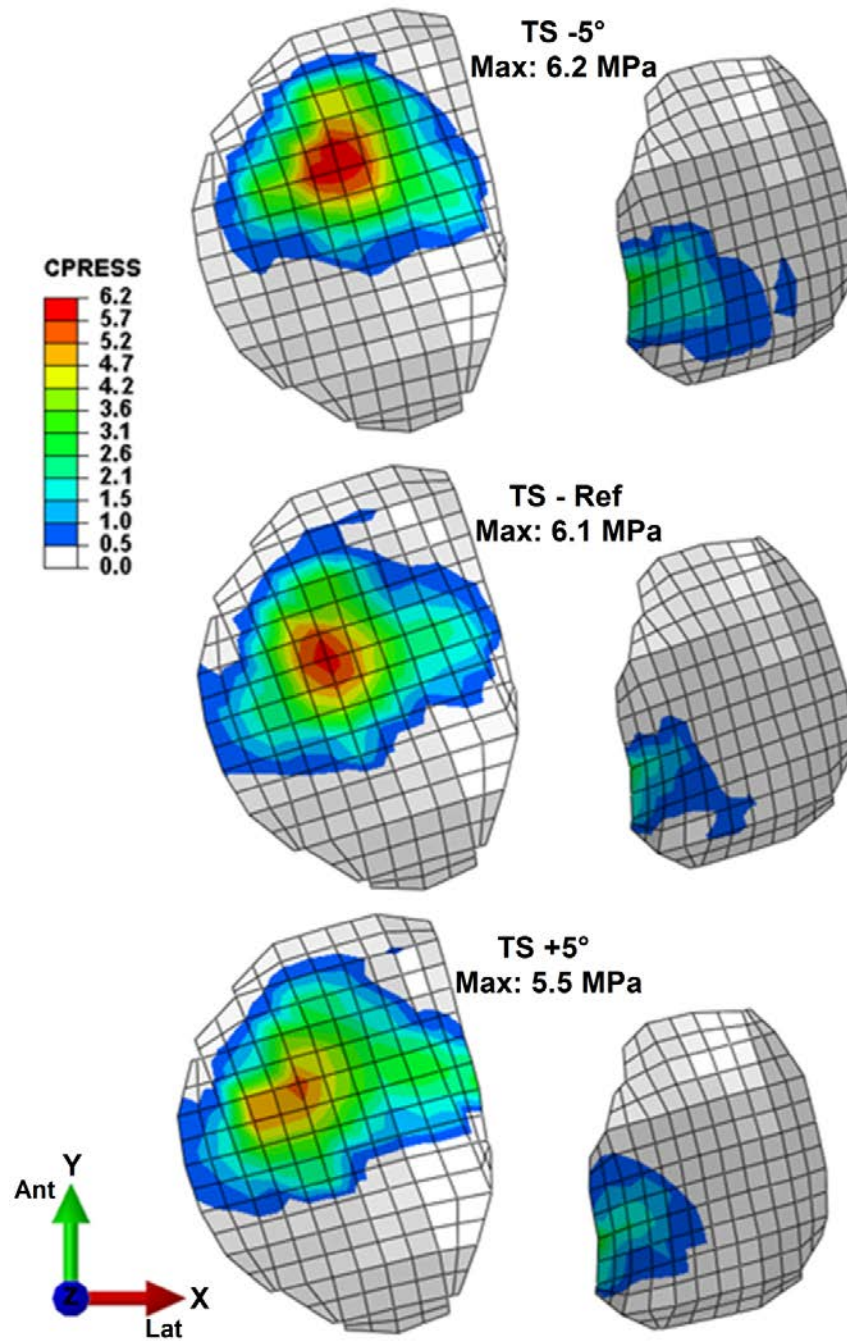 TS -5°
Max: 6.2 MPa
CPRESS
6.2
5.7
5.2
4.7
4.2
3.6
3.1
2.6
2.1
1.5
1.0
0.5
0.0
TS - Ref
Max: 6.1 MPa
TS +5°
Max: 5.5 MPa
Y
Ant
Z
X
Lat